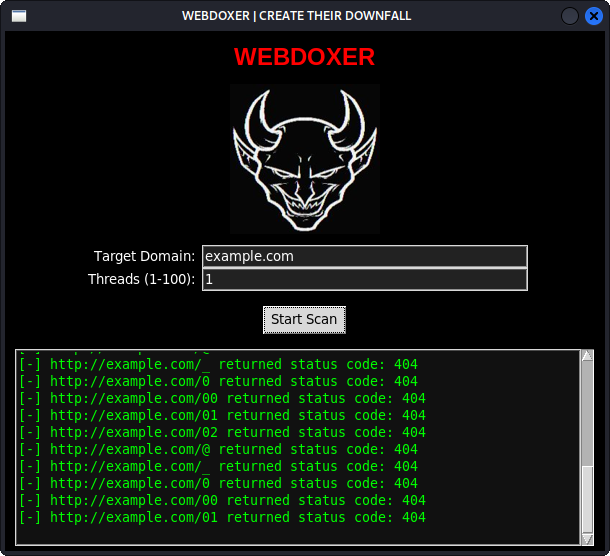 WEBDOXER | CREATE THEIR DOWNFALL
WEBDOXER
Target Domain: example.com
Threads (1-100): 1
Start Scan
[-] http://example.com/_ returned status code: 404
[-] http://example.com/0 returned status code: 404
[-] http://example.com/00 returned status code: 404
[-] http://example.com/01 returned status code: 404
[-] http://example.com/02 returned status code: 404
[-] http://example.com/@ returned status code: 404
[-] http://example.com/_ returned status code: 404
[-] http://example.com/0 returned status code: 404
[-] http://example.com/00 returned status code: 404
[-] http://example.com/01 returned status code: 404